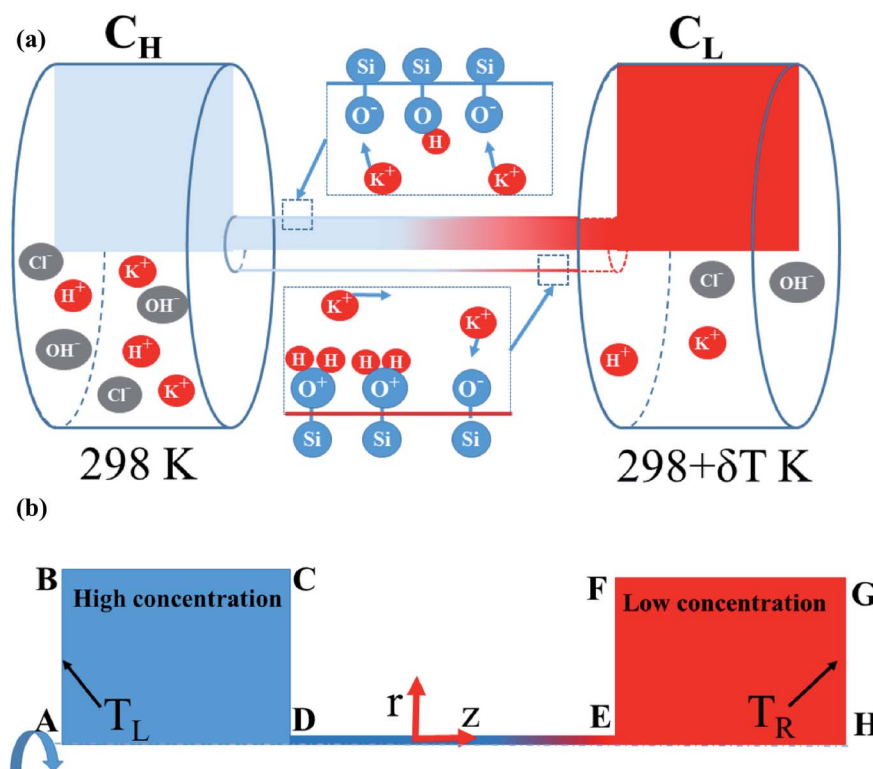 (a)
C_H
C_L
Si Si Si
O⁻ O O⁻
H
K⁺ K⁺
Cl⁻ K⁺
H⁺ OH⁻
OH⁻ H⁺
Cl⁻ K⁺
K⁺ K⁺
H H H H
O⁺ O⁺ O⁻
Si Si Si
Cl⁻ OH⁻
H⁺ K⁺
298 K
298+δT K
(b)
B C F G
High concentration
Low concentration
T_L T_R
A D r z E H